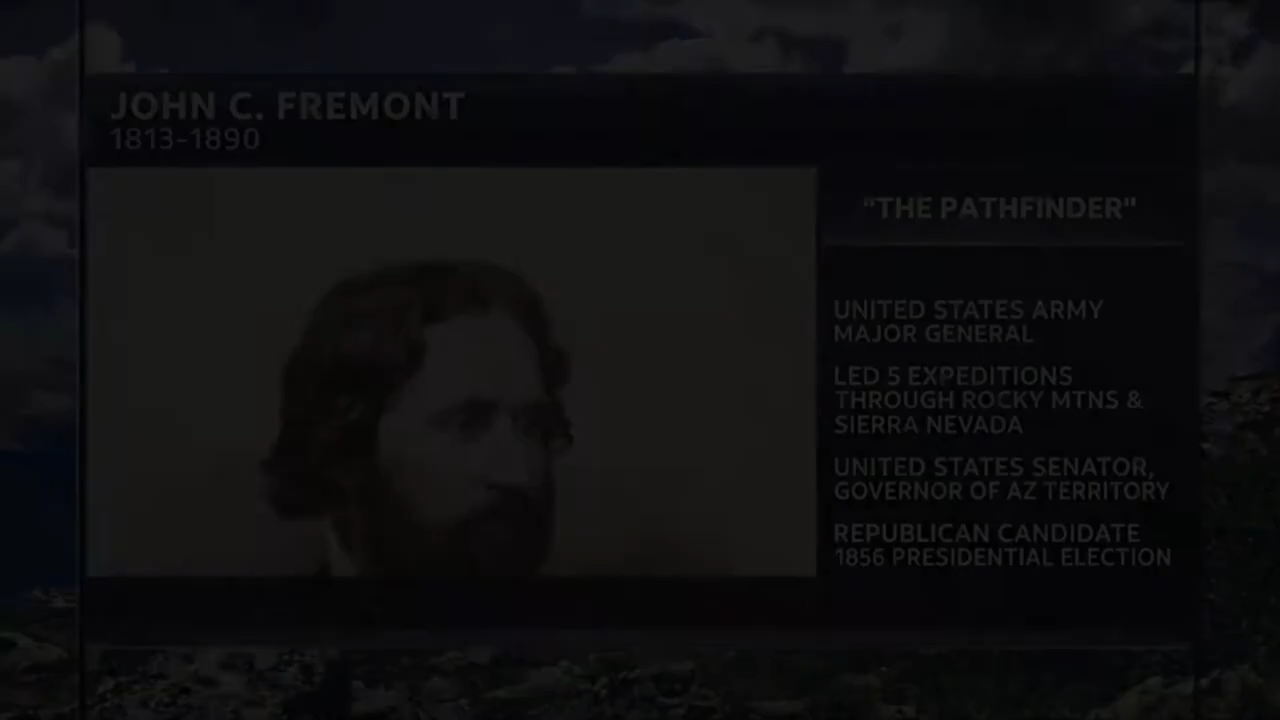 JOHN C. FREMONT
1813-1890
"THE PATHFINDER"
UNITED STATES ARMY
MAJOR GENERAL
LED 5 EXPEDITIONS
THROUGH ROCKY MTNS &
SIERRA NEVADA
UNITED STATES SENATOR,
GOVERNOR OF AZ TERRITORY
REPUBLICAN CANDIDATE
1856 PRESIDENTIAL ELECTION